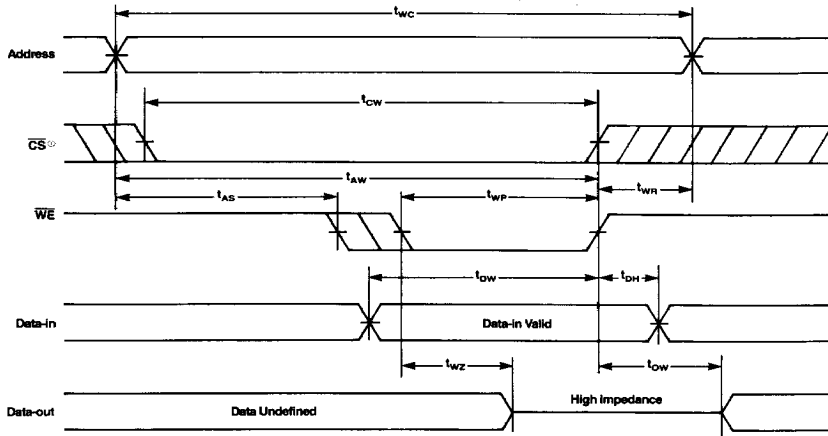 tWC
Address
tCW
CS ①
tAW
tAS
tWP
tWR
WE
tDW
tDH
Data-in
Data-in Valid
tWZ
tOW
Data-out
Data Undefined
High Impedance